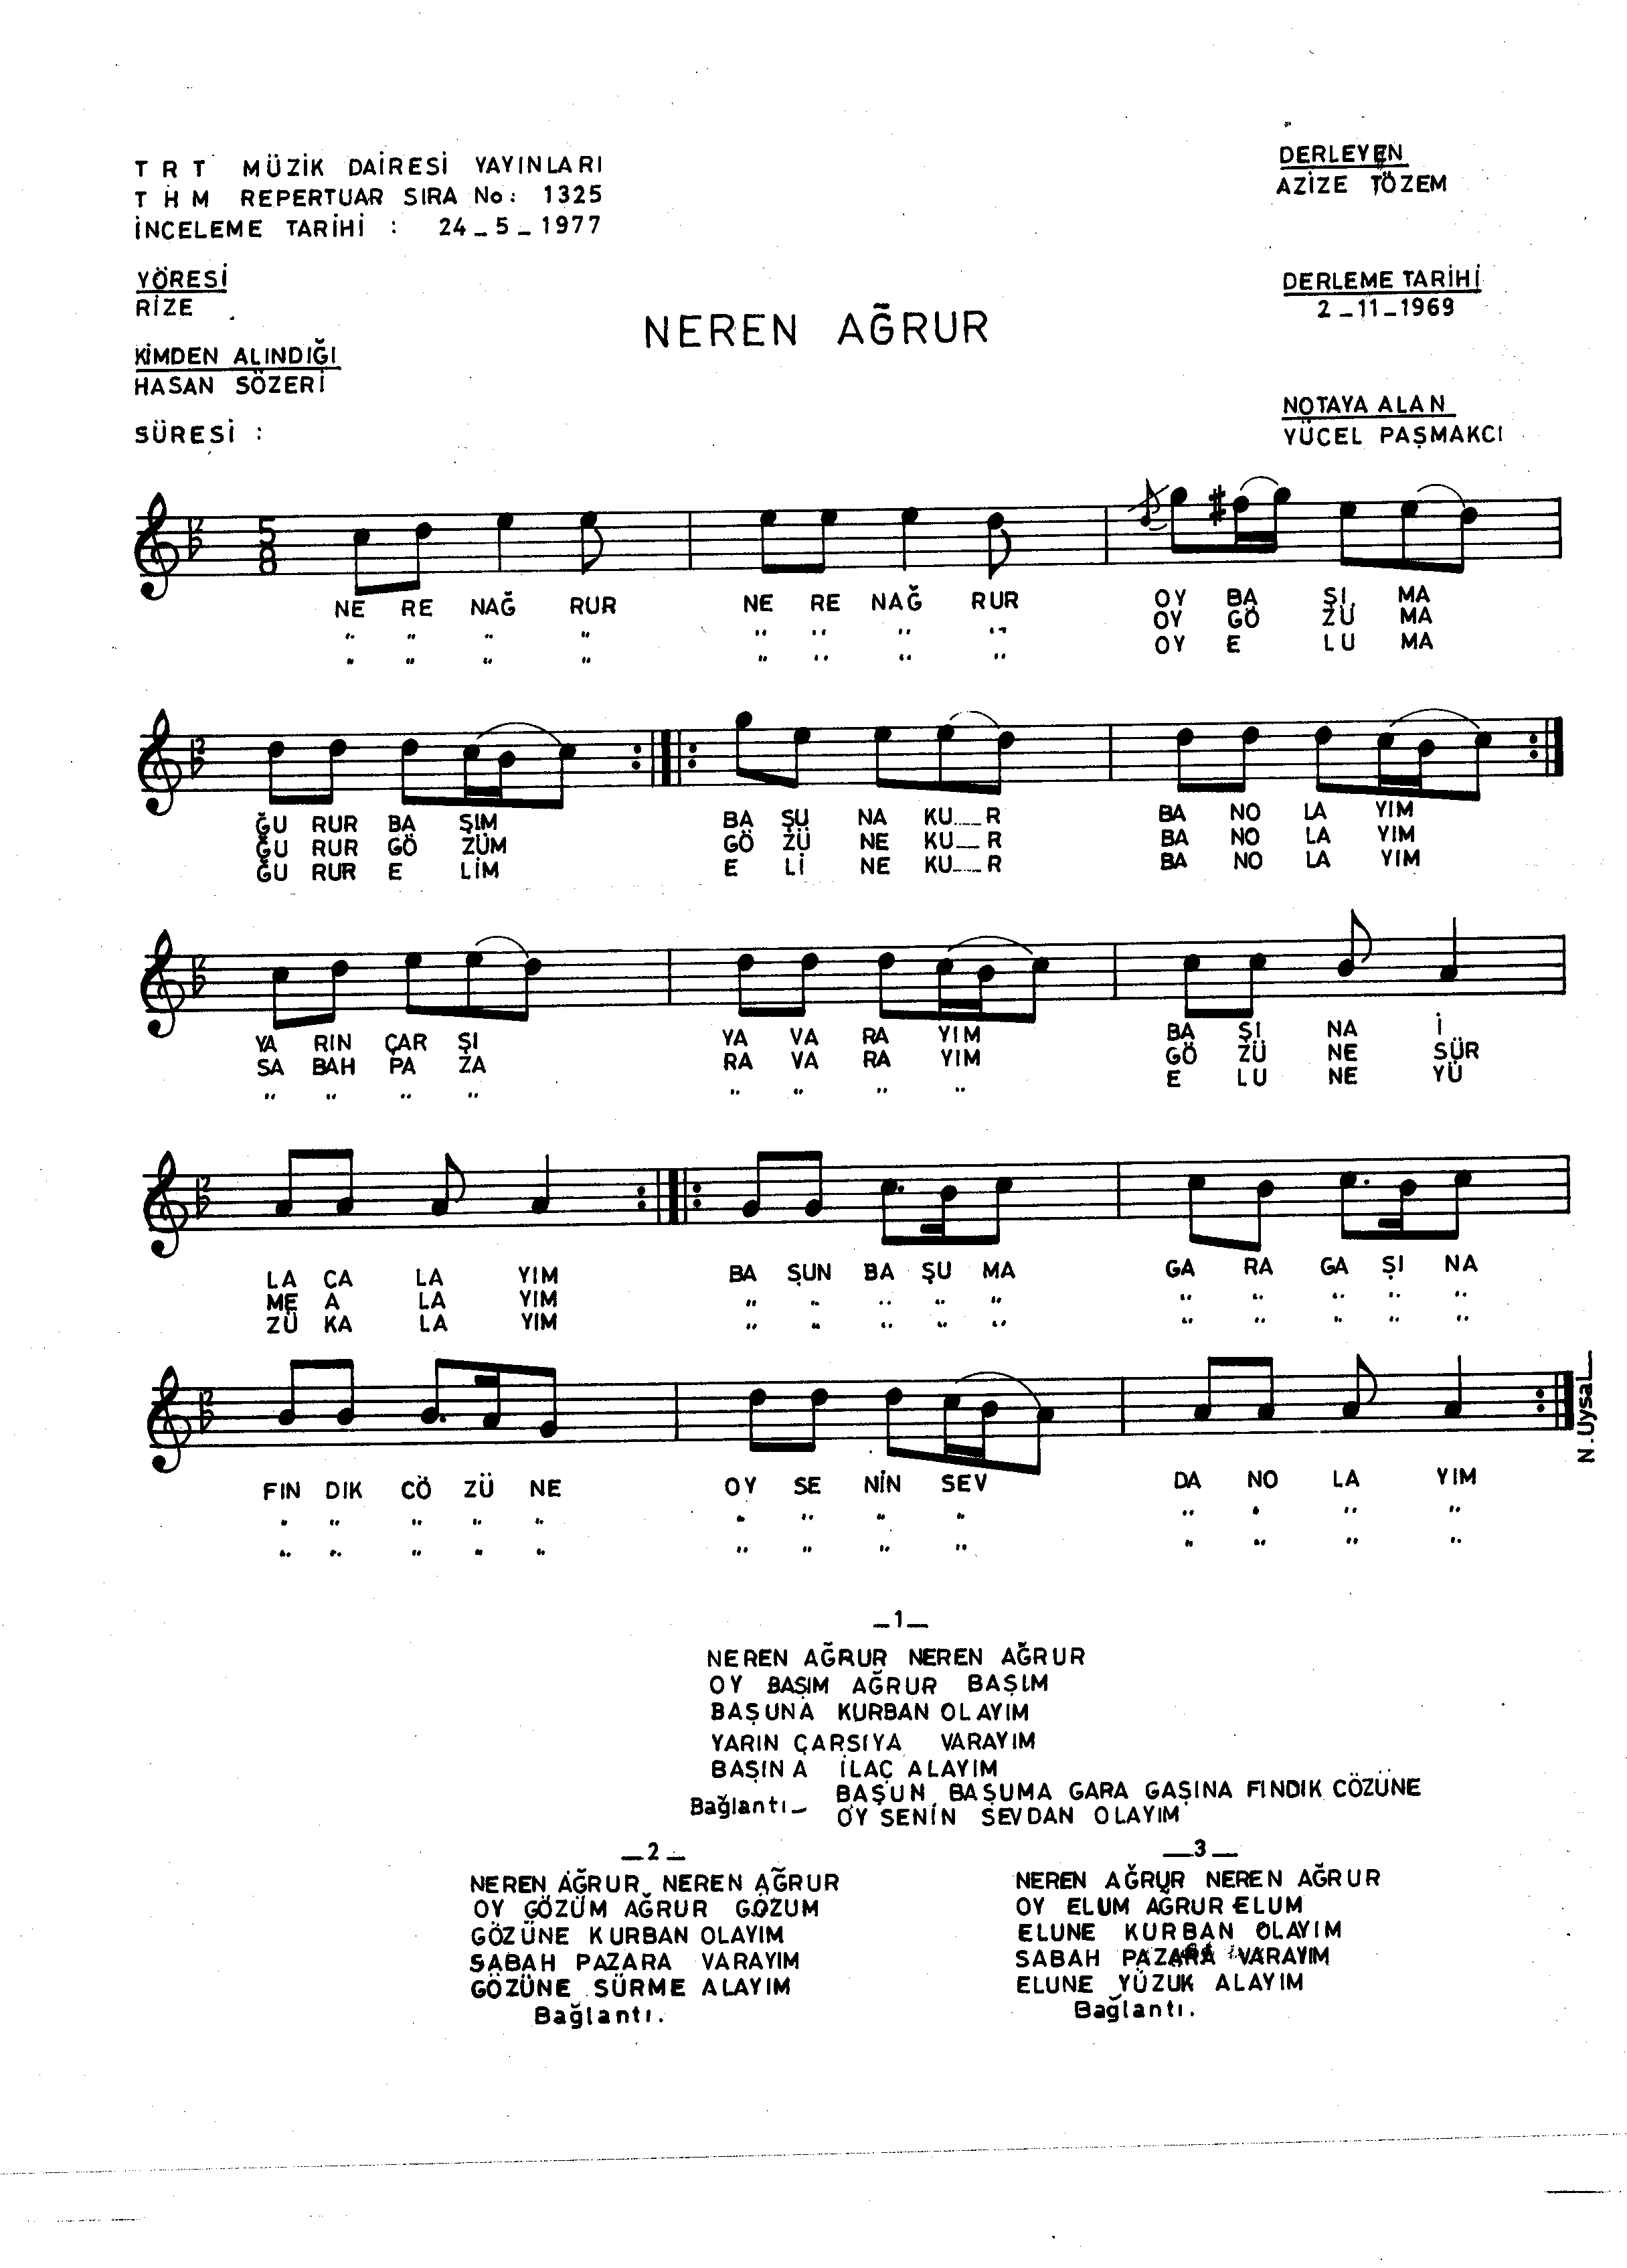 TRT MÜZİK DAİRESİ YAYINLARI
THM REPERTUAR SIRA No: 1325
İNCELEME TARİHİ : 24_5_1977
DERLEYEN
AZİZE TÖZEM
YÖRESİ
RİZE
DERLEME TARİHİ
2_11_1969
NEREN AĞRUR
KİMDEN ALINDIĞI
HASAN SÖZERİ
SÜRESİ :
NOTAYA ALAN
YÜCEL PAŞMAKCI
5
8
NE RE NAĞ RUR NE RE NAĞ RUR OY BA ŞI MA
" " " " " " " " OY GÖ ZÜ MA
" " " " " " " " OY E LU MA
ĞU RUR BA ŞIM BA ŞU NA KU__R BA NO LA YIM
ĞU RUR GÖ ZÜM GÖ ZÜ NE KU__R BA NO LA YIM
ĞU RUR E LİM E Lİ NE KU__R BA NO LA YIM
YA RIN ÇAR ŞI YA VA RA YIM BA ŞI NA İ
SA BAH PA ZA RA VA RA YIM GÖ ZÜ NE SÜR
" " " " " " " " E LU NE YÜ
LA CA LA YIM BA ŞUN BA ŞU MA GA RA GA ŞI NA
ME A LA YIM " " " " " " " " " "
ZÜ KA LA YIM " " " " " " " " " "
FIN DIK CÖ ZÜ NE OY SE NİN SEV DA NO LA YIM
" " " " " " " " " " " " "
" " " " " " " " " " " " "
N.Uysal
_1_
NEREN AĞRUR NEREN AĞRUR
OY BAŞIM AĞRUR BAŞIM
BAŞUNA KURBAN OLAYIM
YARIN ÇARŞIYA VARAYIM
BAŞINA İLAÇ ALAYIM
Bağlantı_ BAŞUN BAŞUMA GARA GAŞINA FINDIK CÖZÜNE
OY SENİN SEVDAN OLAYIM
_2_
NEREN AĞRUR NEREN AĞRUR
OY GÖZÜM AĞRUR GÖZUM
GÖZÜNE KURBAN OLAYIM
SABAH PAZARA VARAYIM
GÖZÜNE SÜRME ALAYIM
Bağlantı.
_3_
NEREN AĞRUR NEREN AĞRUR
OY ELUM AĞRUR ELUM
ELUNE KURBAN OLAYIM
SABAH PAZARA VARAYIM
ELUNE YÜZUK ALAYIM
Bağlantı.